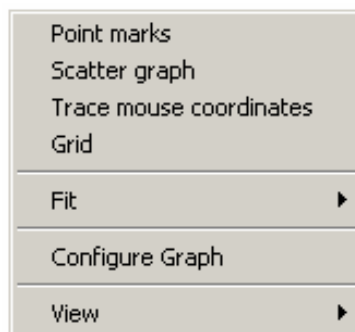 Point marks
Scatter graph
Trace mouse coordinates
Grid
Fit
Configure Graph
View